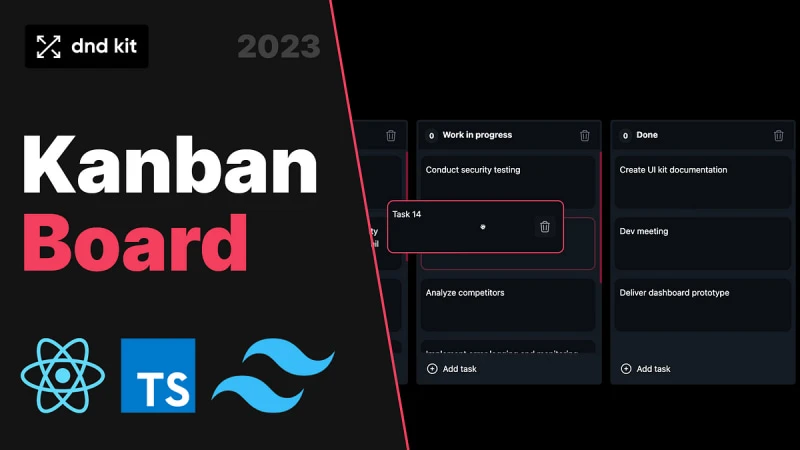 dnd kit
2023
Kanban
Board
TS
0 Work in progress
0 Done
Conduct security testing
Create UI kit documentation
Task 14
Dev meeting
Analyze competitors
Deliver dashboard prototype
Add task
Add task